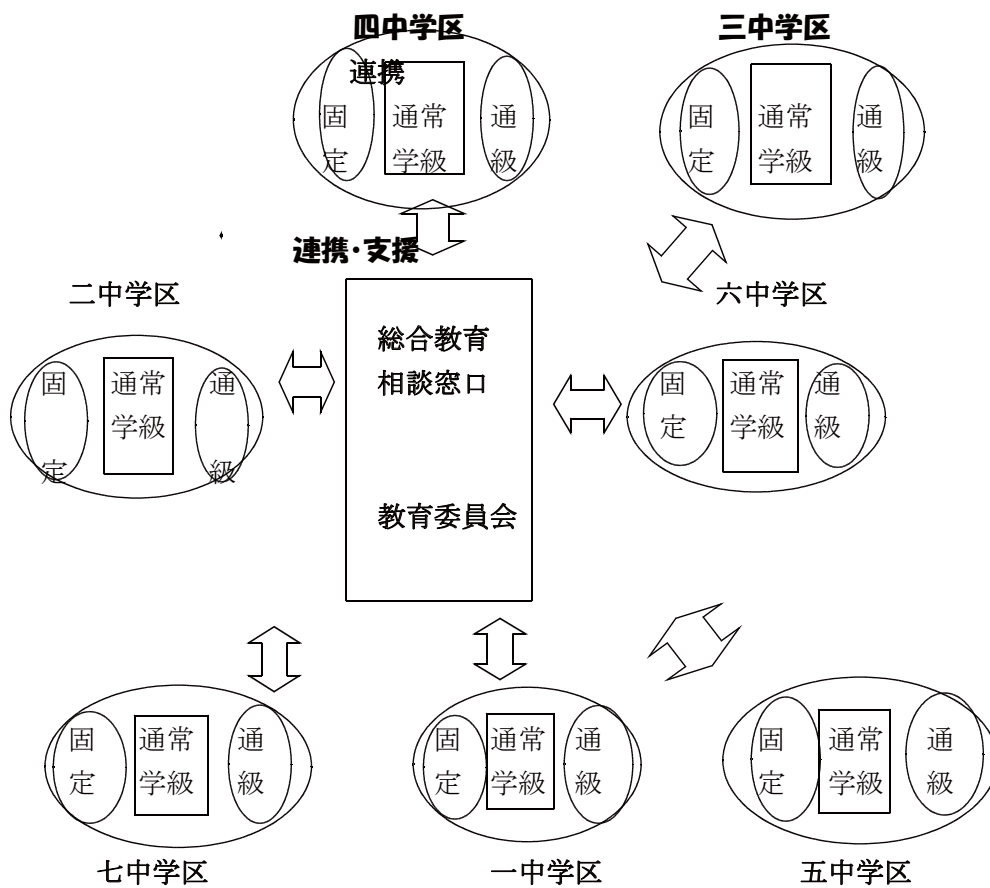 四中学区
連携
固定
通常
学級
通級
三中学区
固定
通常
学級
通級
連携・支援
二中学区
固定
通常
学級
通級
総合教育
相談窓口
教育委員会
六中学区
固定
通常
学級
通級
固定
通常
学級
通級
七中学区
固定
通常
学級
通級
一中学区
固定
通常
学級
通級
五中学区